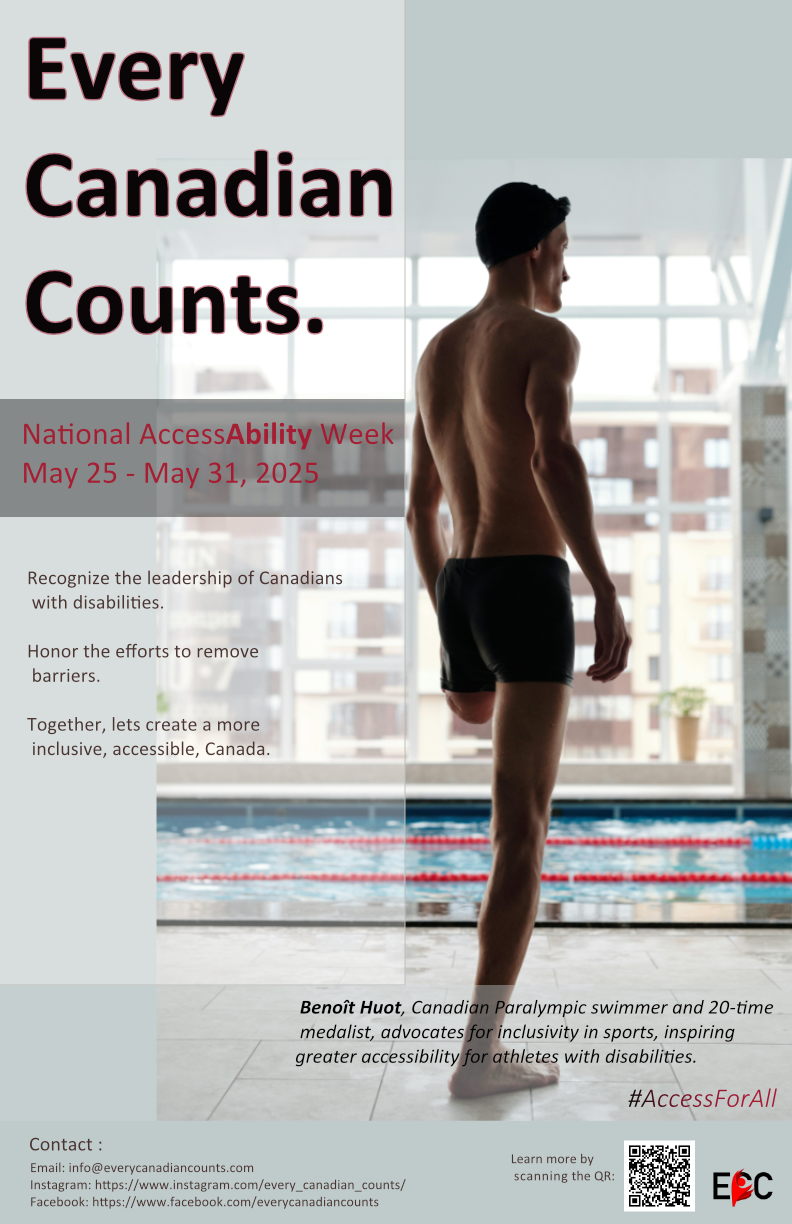 Every
Canadian
Counts.
National AccessAbility Week
May 25 - May 31, 2025
Recognize the leadership of Canadians
with disabilities.
Honor the efforts to remove
barriers.
Together, lets create a more
inclusive, accessible, Canada.
Benoît Huot, Canadian Paralympic swimmer and 20-time
medalist, advocates for inclusivity in sports, inspiring
greater accessibility for athletes with disabilities.
#AccessForAll
Contact :
Email: info@everycanadiancounts.com
Instagram: https://www.instagram.com/every_canadian_counts/
Facebook: https://www.facebook.com/everycanadiancounts
Learn more by
scanning the QR:
ECC